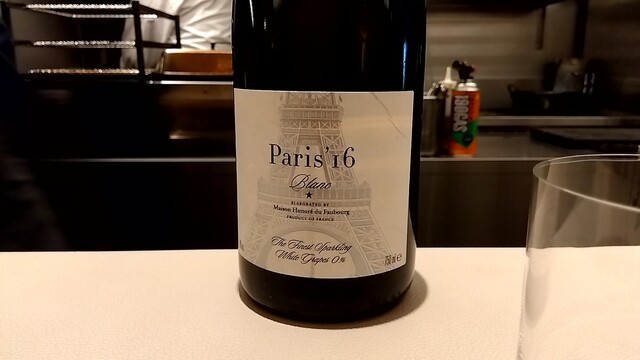 Paris'16
Blanc
ELABORATED BY
Maison Honoré du Faubourg
PRODUCT OF FRANCE
The Finest Sparkling
White Grapes 0%
750 ml e